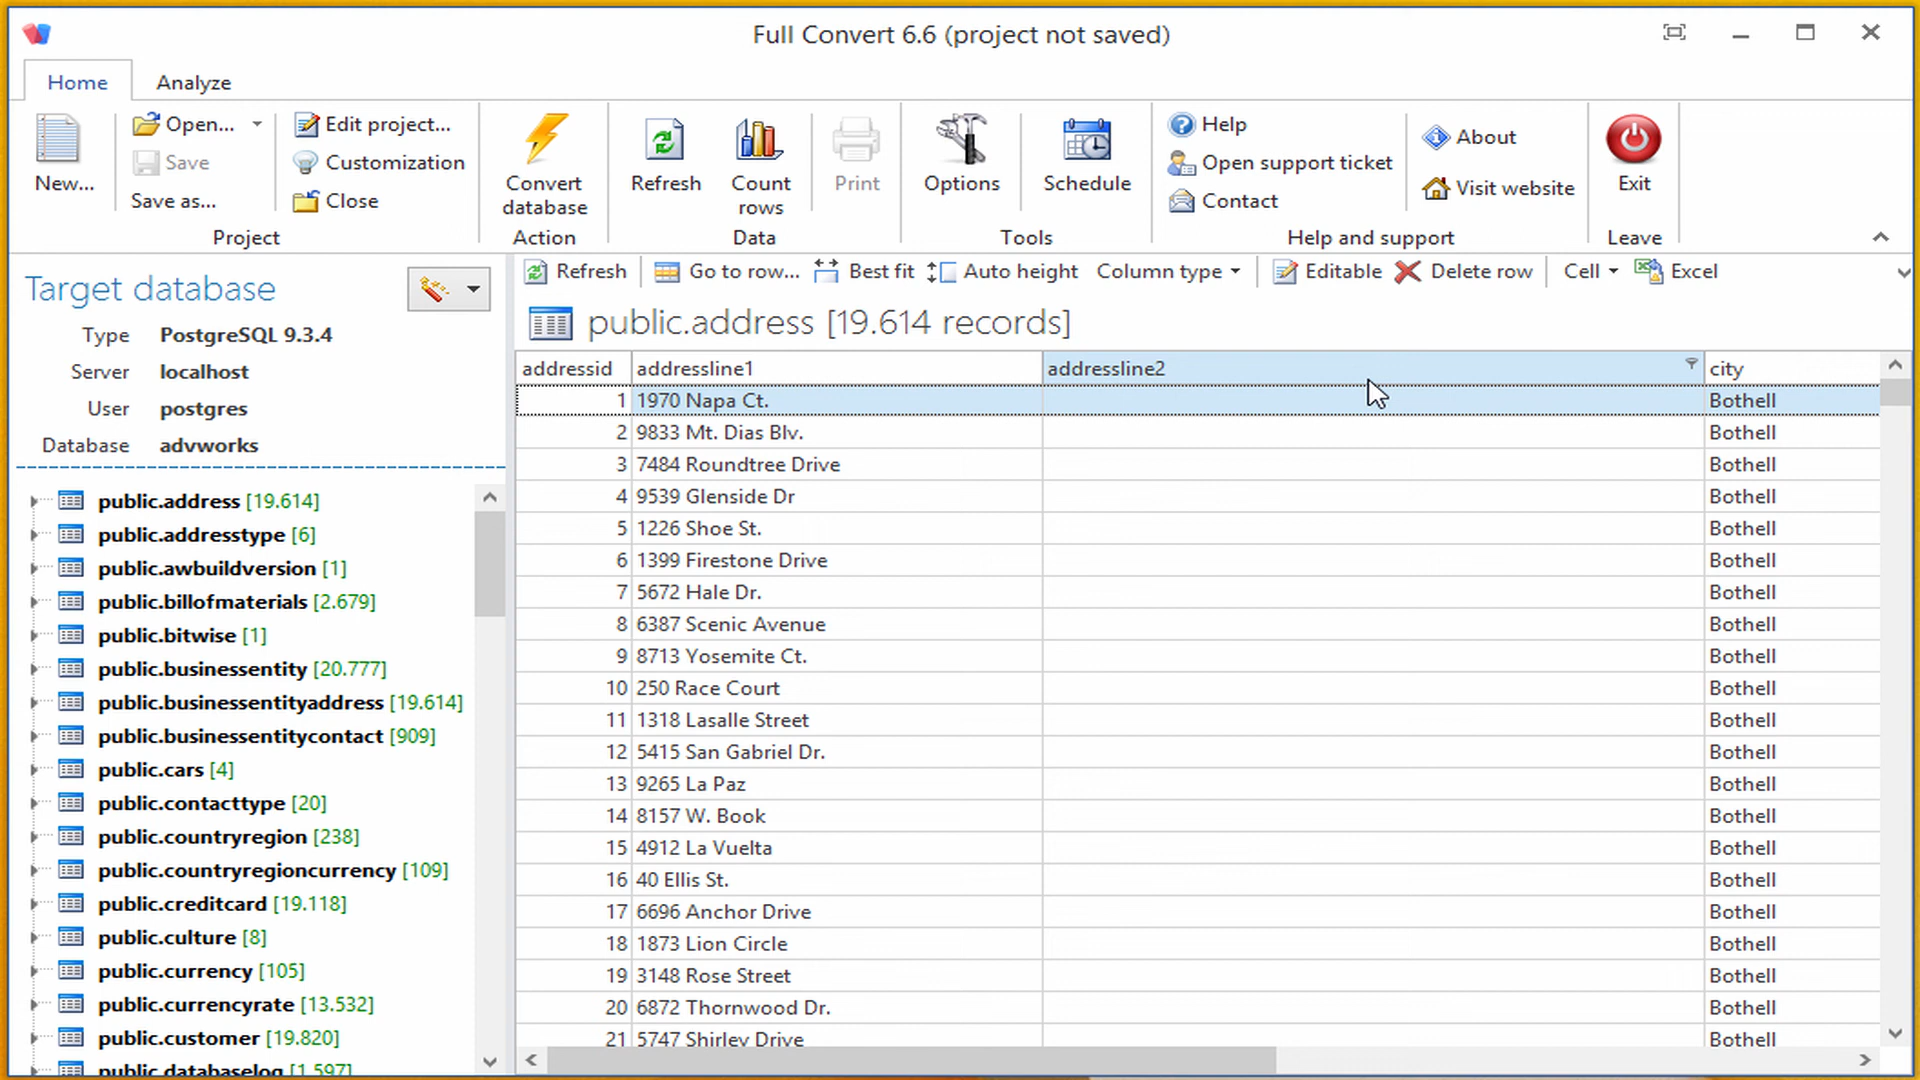 Full Convert 6.6 (project not saved)
Home Analyze
New...
Open...
Save
Save as...
Edit project...
Customization
Close
Project
Convert database
Action
Refresh
Count rows
Print
Data
Options
Schedule
Tools
Help
Open support ticket
Contact
About
Visit website
Help and support
Exit
Leave
Target database
Type PostgreSQL 9.3.4
Server localhost
User postgres
Database advworks
public.address [19.614]
public.addresstype [6]
public.awbuildversion [1]
public.billofmaterials [2.679]
public.bitwise [1]
public.businessentity [20.777]
public.businessentityaddress [19.614]
public.businessentitycontact [909]
public.cars [4]
public.contacttype [20]
public.countryregion [238]
public.countryregioncurrency [109]
public.creditcard [19.118]
public.culture [8]
public.currency [105]
public.currencyrate [13.532]
public.customer [19.820]
public.databaselog [1.597]
Refresh Go to row... Best fit Auto height Column type Editable Delete row Cell Excel
public.address [19.614 records]
addressid addressline1 addressline2 city
1 1970 Napa Ct. Bothell
2 9833 Mt. Dias Blv. Bothell
3 7484 Roundtree Drive Bothell
4 9539 Glenside Dr Bothell
5 1226 Shoe St. Bothell
6 1399 Firestone Drive Bothell
7 5672 Hale Dr. Bothell
8 6387 Scenic Avenue Bothell
9 8713 Yosemite Ct. Bothell
10 250 Race Court Bothell
11 1318 Lasalle Street Bothell
12 5415 San Gabriel Dr. Bothell
13 9265 La Paz Bothell
14 8157 W. Book Bothell
15 4912 La Vuelta Bothell
16 40 Ellis St. Bothell
17 6696 Anchor Drive Bothell
18 1873 Lion Circle Bothell
19 3148 Rose Street Bothell
20 6872 Thornwood Dr. Bothell
21 5747 Shirley Drive Bothell